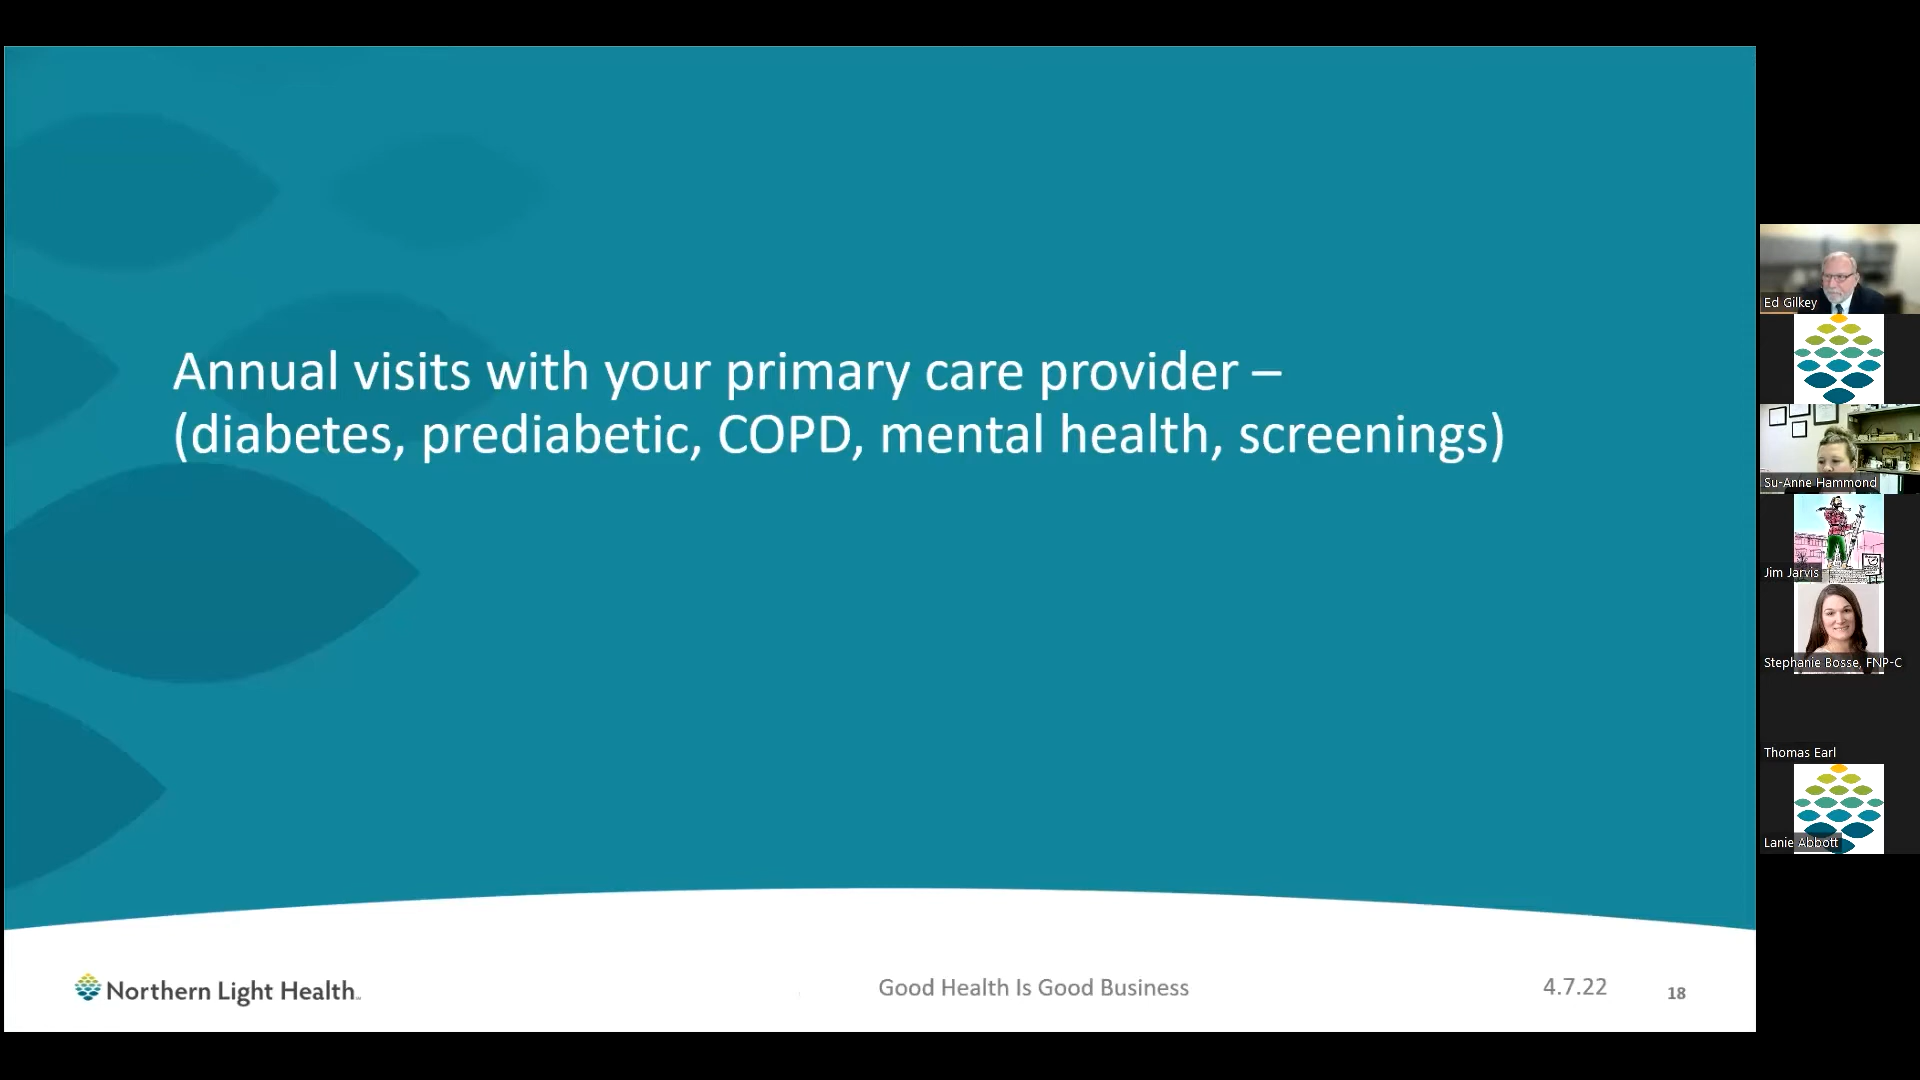 Annual visits with your primary care provider –
(diabetes, prediabetic, COPD, mental health, screenings)
Northern Light Health
Good Health Is Good Business
4.7.22
18
Ed Gilkey
Su-Anne Hammond
Jim Jarvis
Stephanie Bosse, FNP-C
Thomas Earl
Lanie Abbott